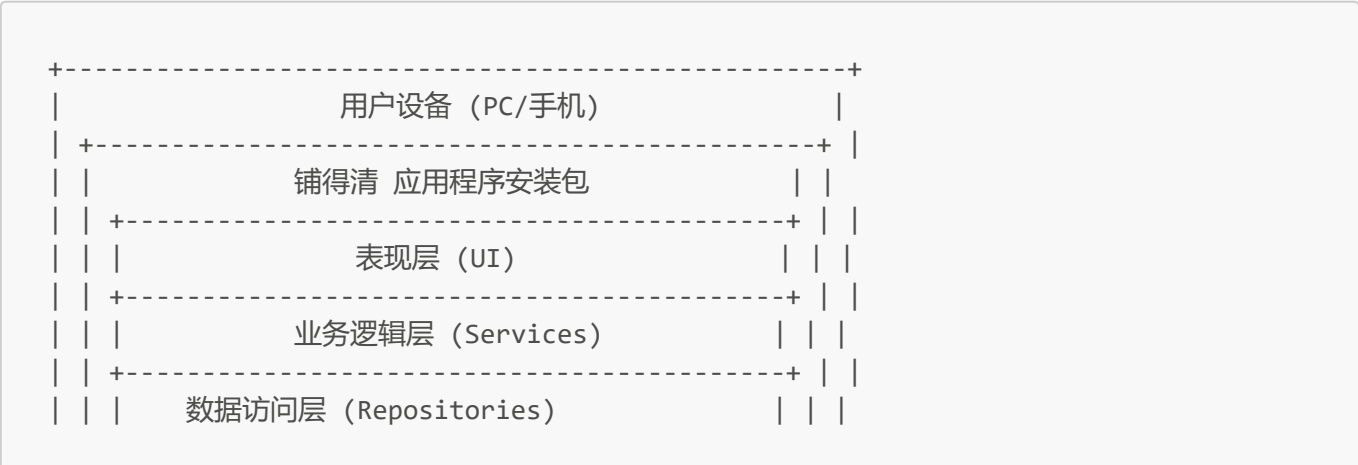 +----------------------------------------------------+
|                  用户设备 (PC/手机)               |
| +-----------------------------------------------+ |
| |             铺得清 应用程序安装包             | |
| | +-------------------------------------------+ | |
| | |               表现层 (UI)                 | | |
| | +-------------------------------------------+ | |
| | |           业务逻辑层 (Services)           | | |
| | +-------------------------------------------+ | |
| | |    数据访问层 (Repositories)              | | |